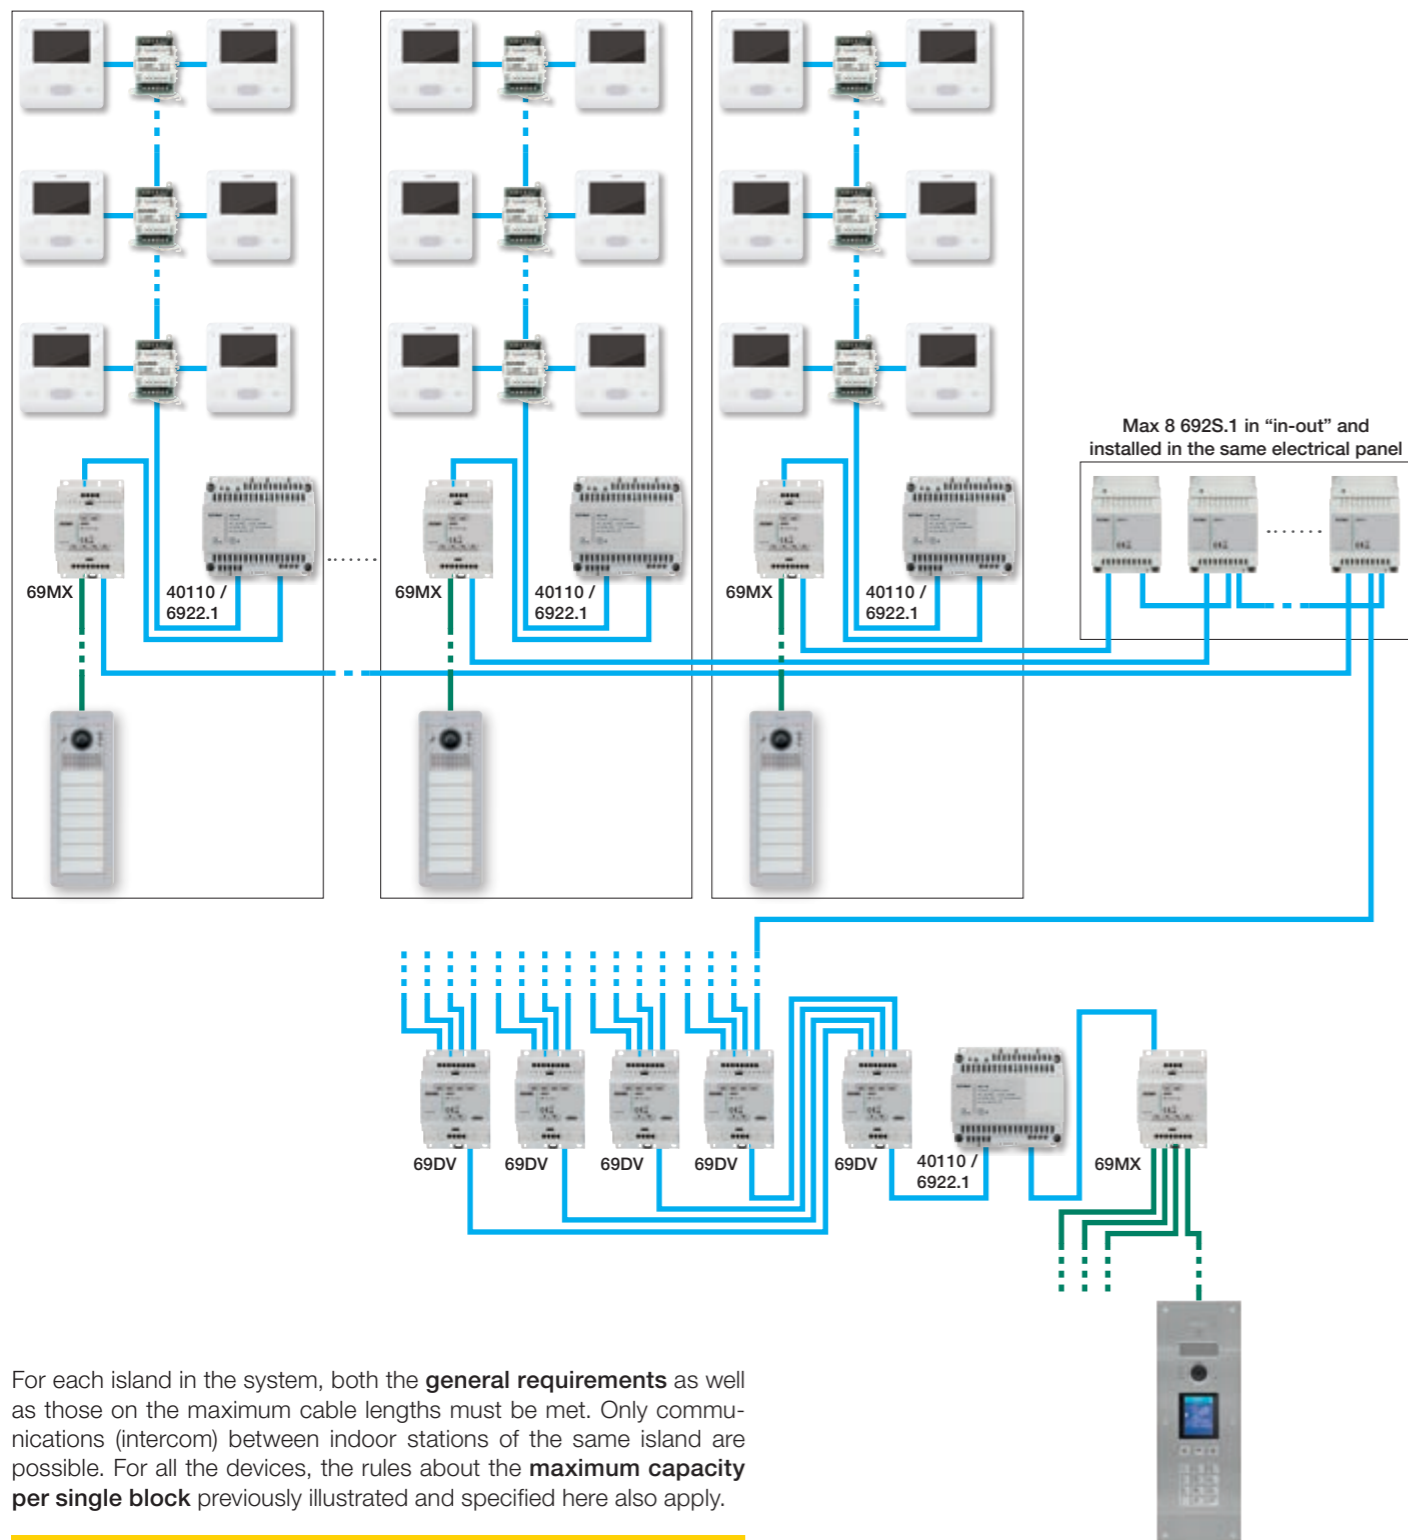 Max 8 692S.1 in “in-out” and
installed in the same electrical panel
69MX
40110 /
6922.1
69MX
40110 /
6922.1
69MX
40110 /
6922.1
69DV
69DV
69DV
69DV
69DV
40110 /
6922.1
69MX
For each island in the system, both the general requirements as well
as those on the maximum cable lengths must be met. Only commu-
nications (intercom) between indoor stations of the same island are
possible. For all the devices, the rules about the maximum capacity
per single block previously illustrated and specified here also apply.